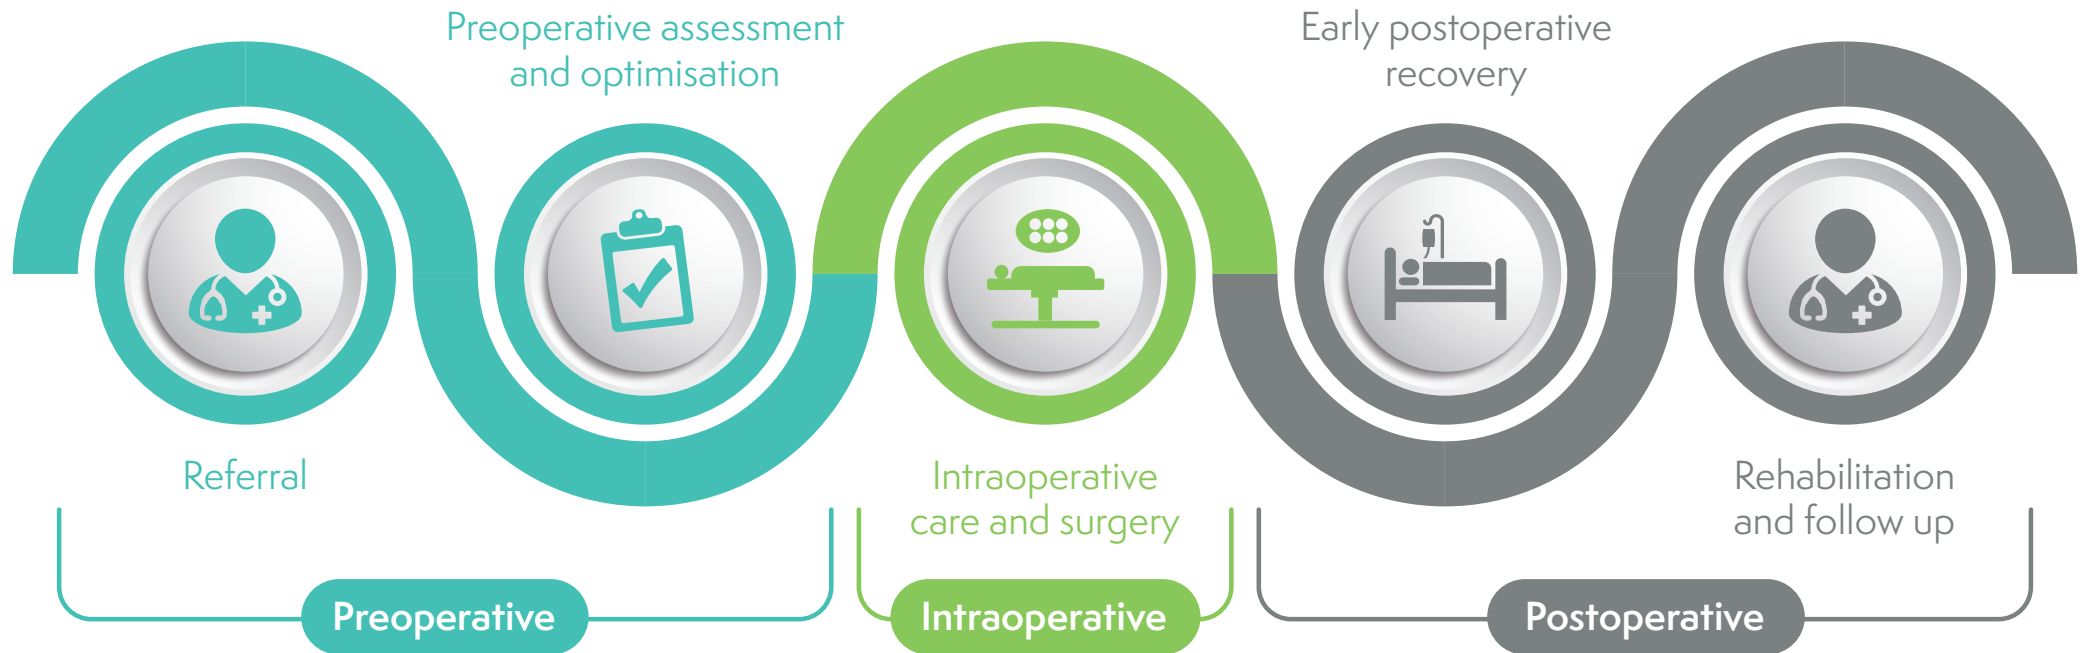 Preoperative assessment
and optimisation
Early postoperative
recovery
Referral
Intraoperative
care and surgery
Rehabilitation
and follow up
Preoperative
Intraoperative
Postoperative